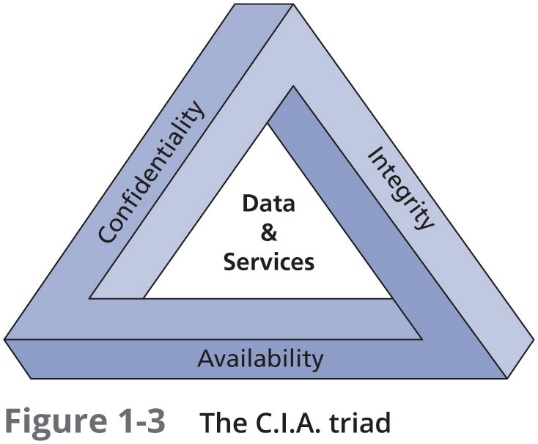 Confidentiality
Integrity
Data
&
Services
Availability
Figure 1-3 The C.I.A. triad